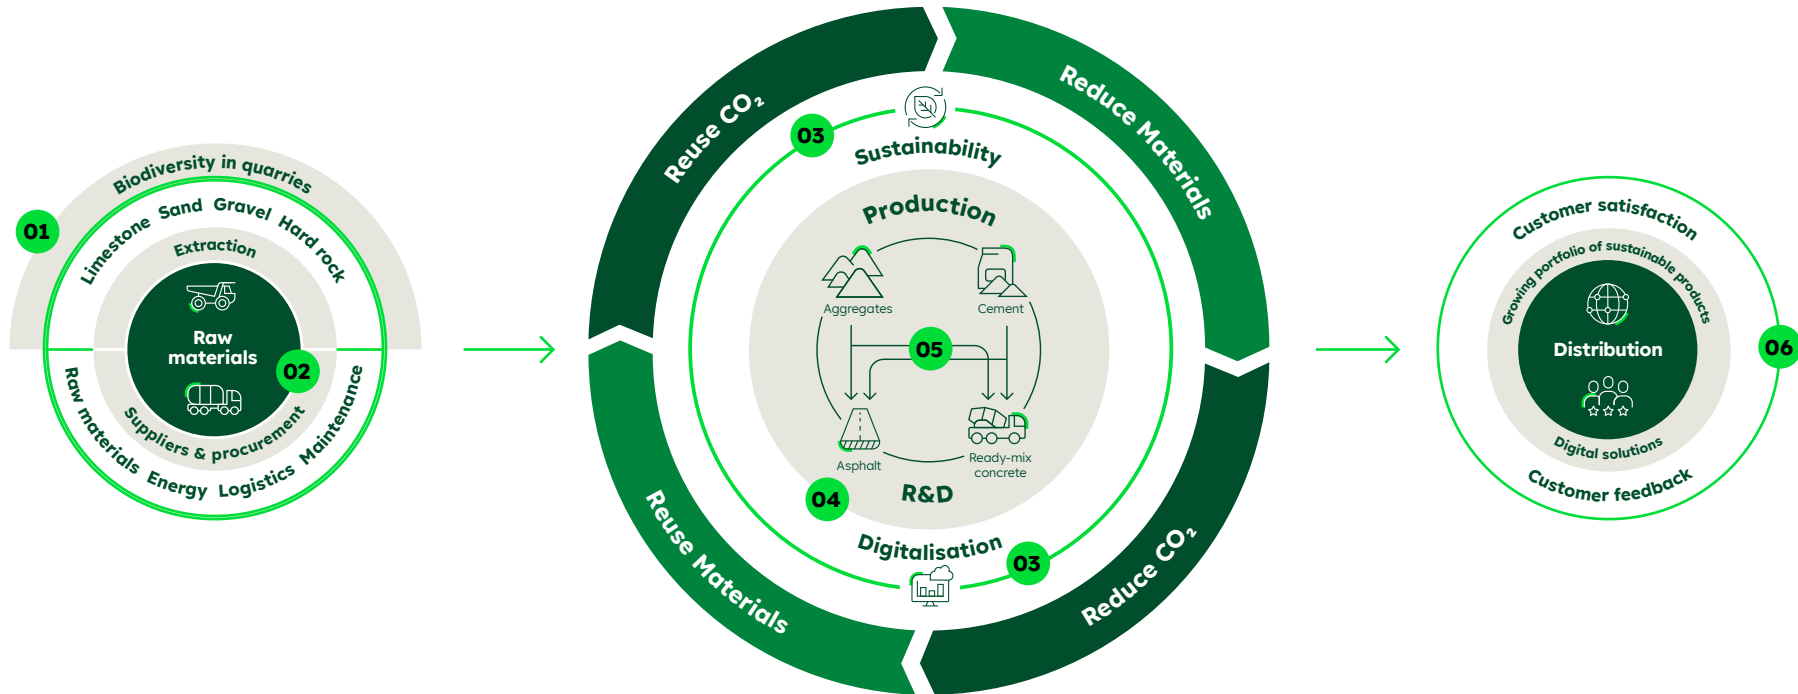 Biodiversity in quarries
01
Limestone Sand Gravel Hard rock
Extraction
Raw
materials
02
Suppliers & procurement
Raw materials Energy Logistics Maintenance
Reuse CO₂
Reduce Materials
03
Sustainability
Production
Aggregates
Cement
05
Asphalt
Ready-mix
concrete
04
R&D
Digitalisation
03
Reuse Materials
Reduce CO₂
Customer satisfaction
Growing portfolio of sustainable products
Distribution
06
Digital solutions
Customer feedback